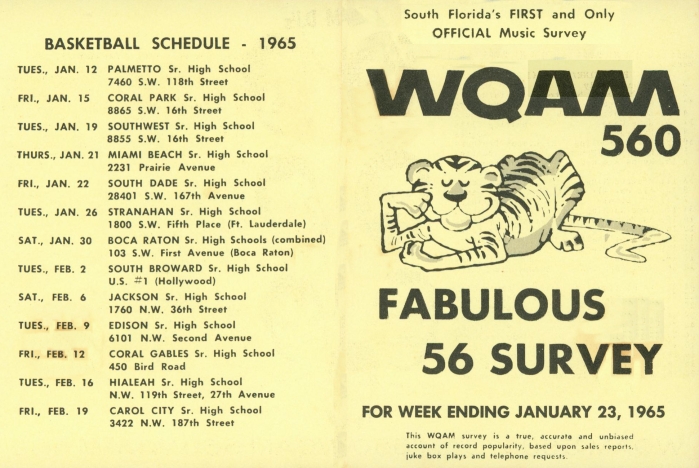 BASKETBALL SCHEDULE - 1965
TUES., JAN. 12 PALMETTO Sr. High School
7460 S.W. 118th Street
FRI., JAN. 15 CORAL PARK Sr. High School
8865 S.W. 16th Street
TUES., JAN. 19 SOUTHWEST Sr. High School
8855 S.W. 16th Street
THURS., JAN. 21 MIAMI BEACH Sr. High School
2231 Prairie Avenue
FRI., JAN. 22 SOUTH DADE Sr. High School
28401 S.W. 167th Avenue
TUES., JAN. 26 STRANAHAN Sr. High School
1800 S.W. Fifth Place (Ft. Lauderdale)
SAT., JAN. 30 BOCA RATON Sr. High Schools (combined)
103 S.W. First Avenue (Boca Raton)
TUES., FEB. 2 SOUTH BROWARD Sr. High School
U.S. #1 (Hollywood)
SAT., FEB. 6 JACKSON Sr. High School
1760 N.W. 36th Street
TUES., FEB. 9 EDISON Sr. High School
6101 N.W. Second Avenue
FRI., FEB. 12 CORAL GABLES Sr. High School
450 Bird Road
TUES., FEB. 16 HIALEAH Sr. High School
N.W. 119th Street, 27th Avenue
FRI., FEB. 19 CAROL CITY Sr. High School
3422 N.W. 187th Street
South Florida's FIRST and Only
OFFICIAL Music Survey
WQAM
560
FABULOUS
56 SURVEY
FOR WEEK ENDING JANUARY 23, 1965
This WQAM survey is a true, accurate and unbiased
account of record popularity, based upon sales reports,
juke box plays and telephone requests.